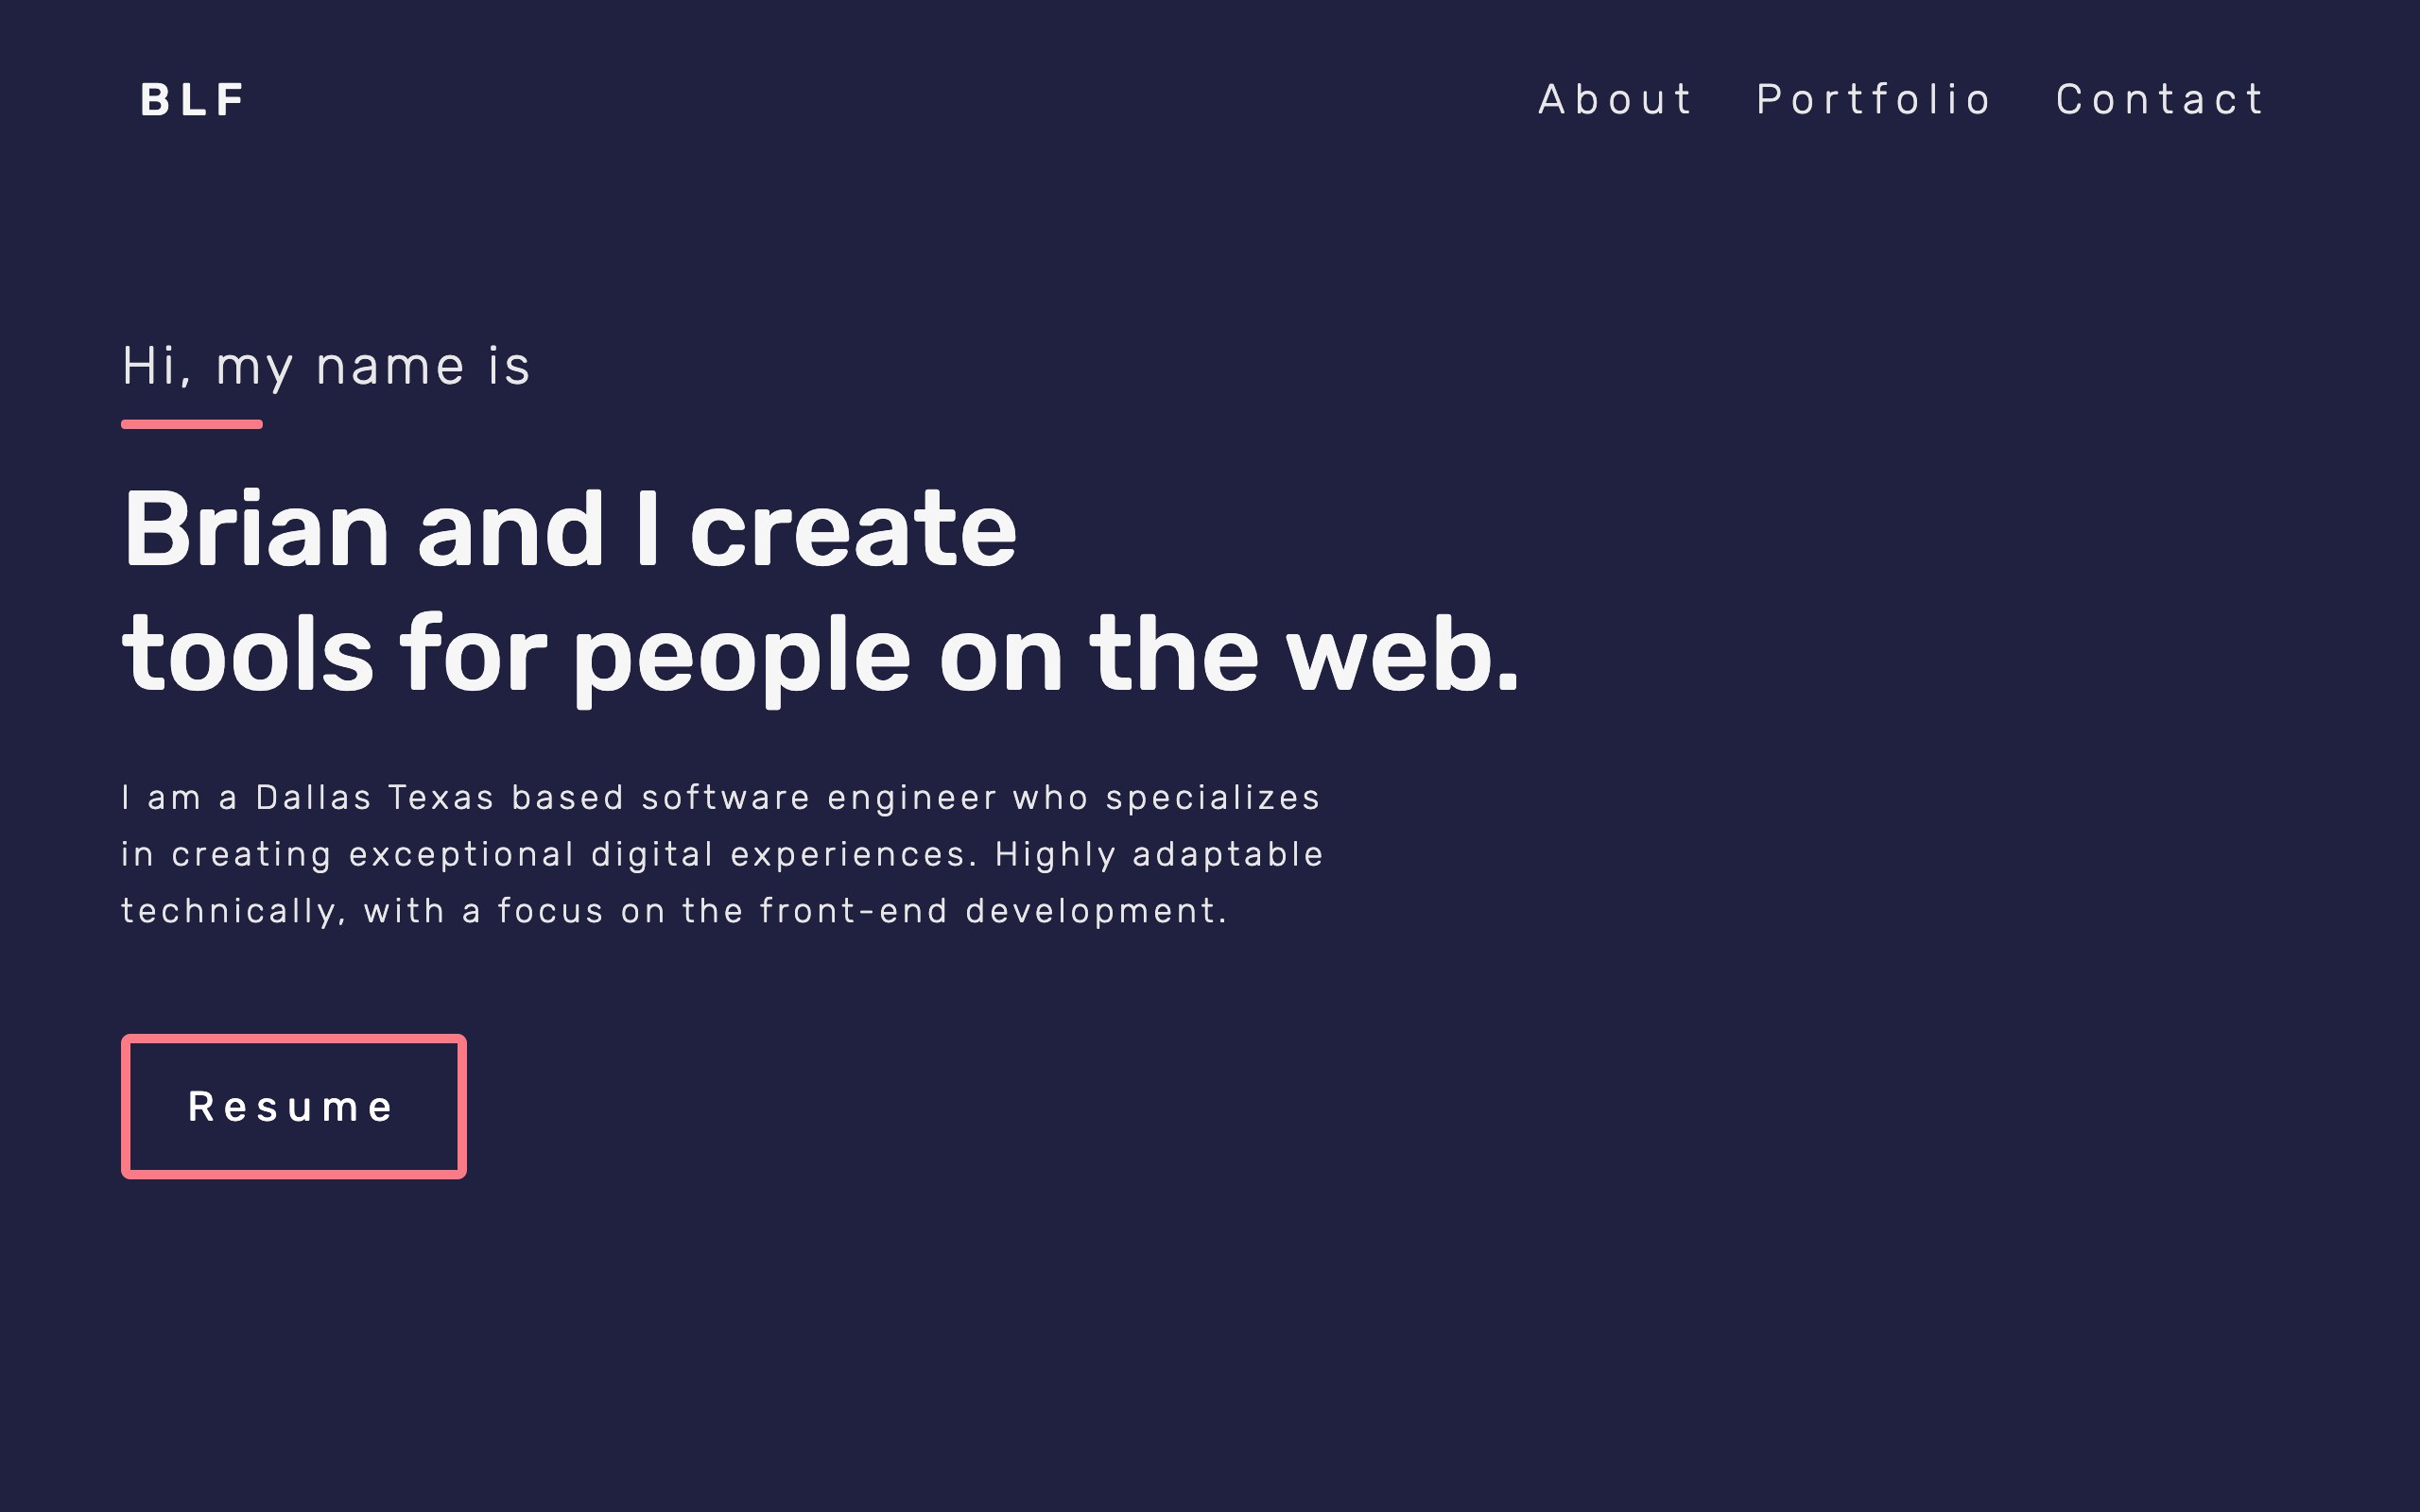 BLF
About Portfolio Contact
Hi, my name is
Brian and I create
tools for people on the web.
I am a Dallas Texas based software engineer who specializes
in creating exceptional digital experiences. Highly adaptable
technically, with a focus on the front-end development.
Resume